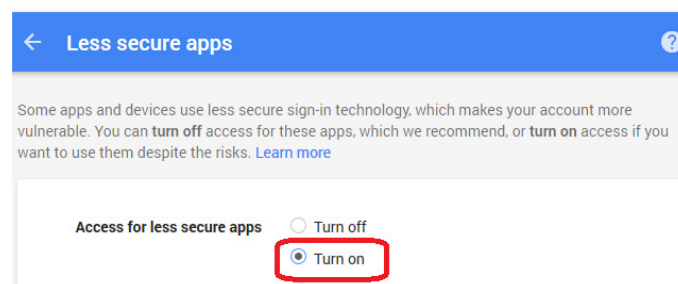 Less secure apps
Some apps and devices use less secure sign-in technology, which makes your account more
vulnerable. You can turn off access for these apps, which we recommend, or turn on access if you
want to use them despite the risks. Learn more
Access for less secure apps Turn off
Turn on